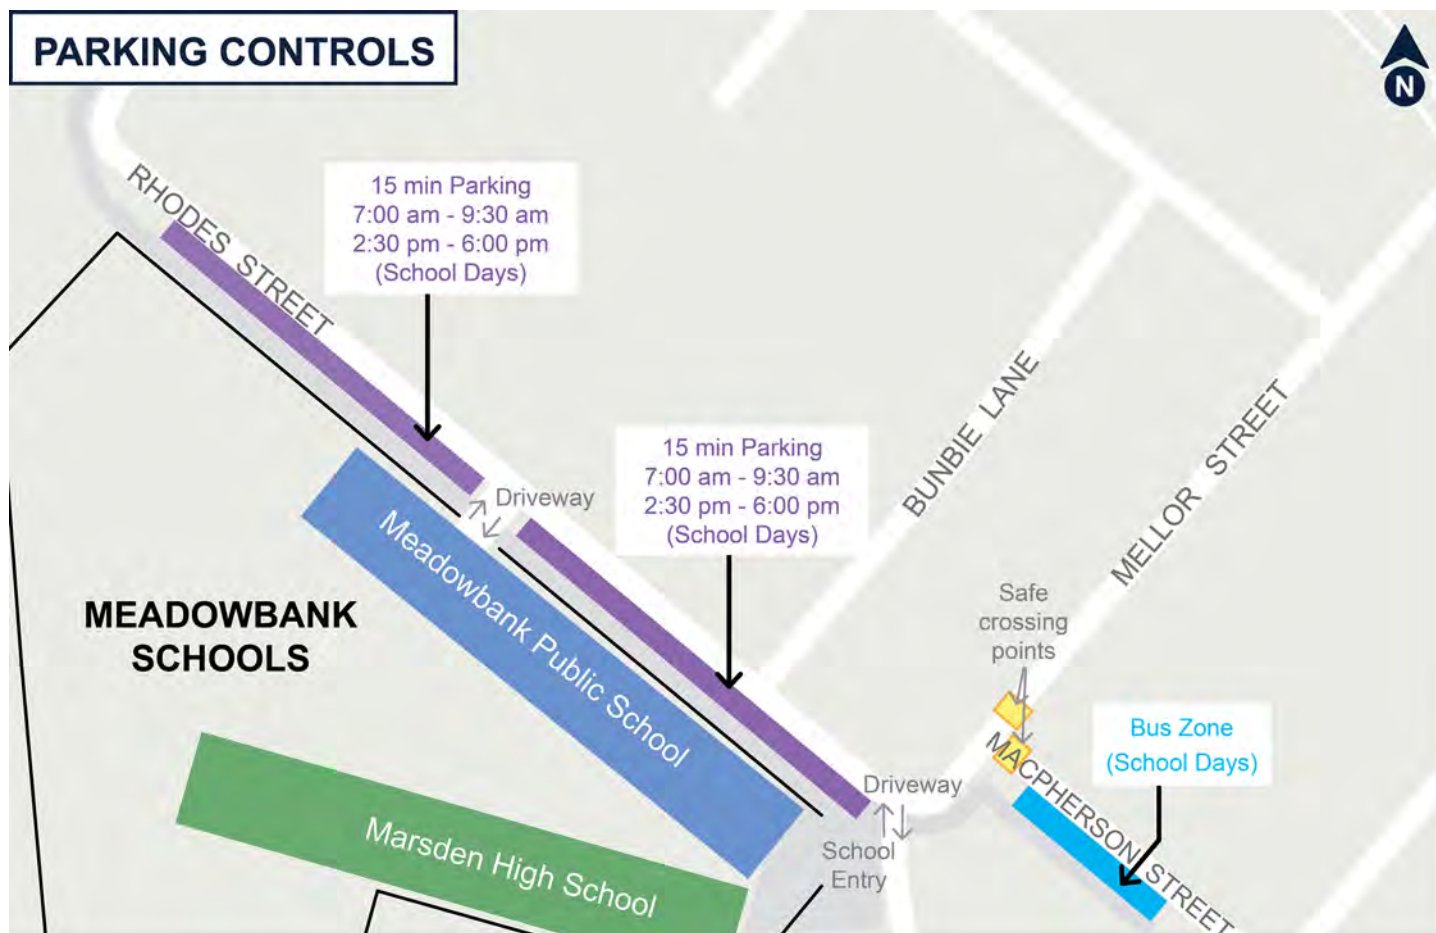 PARKING CONTROLS
N
RHODES STREET
15 min Parking
7:00 am - 9:30 am
2:30 pm - 6:00 pm
(School Days)
15 min Parking
7:00 am - 9:30 am
2:30 pm - 6:00 pm
(School Days)
BUNBIE LANE
MELLOR STREET
Driveway
Meadowbank Public School
MEADOWBANK
SCHOOLS
Safe
crossing
points
MACPHERSON STREET
Bus Zone
(School Days)
Driveway
School
Entry
Marsden High School